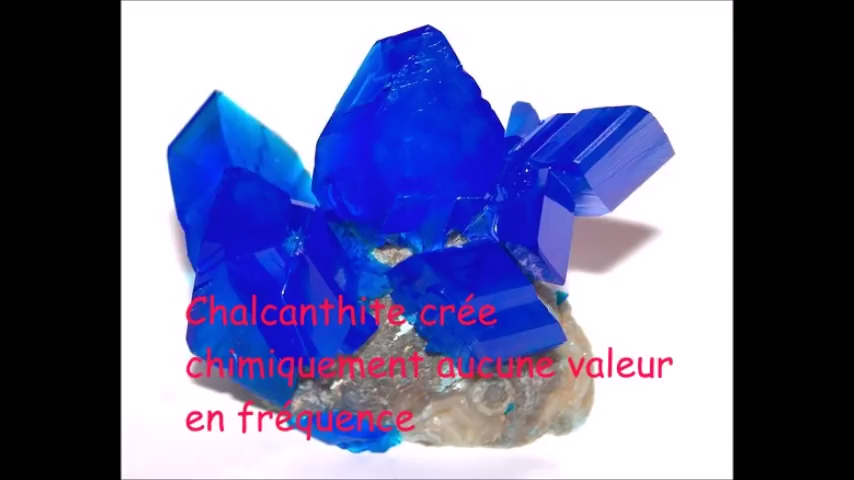 Chalcanthite crée
chimiquement aucune valeur
en fréquence